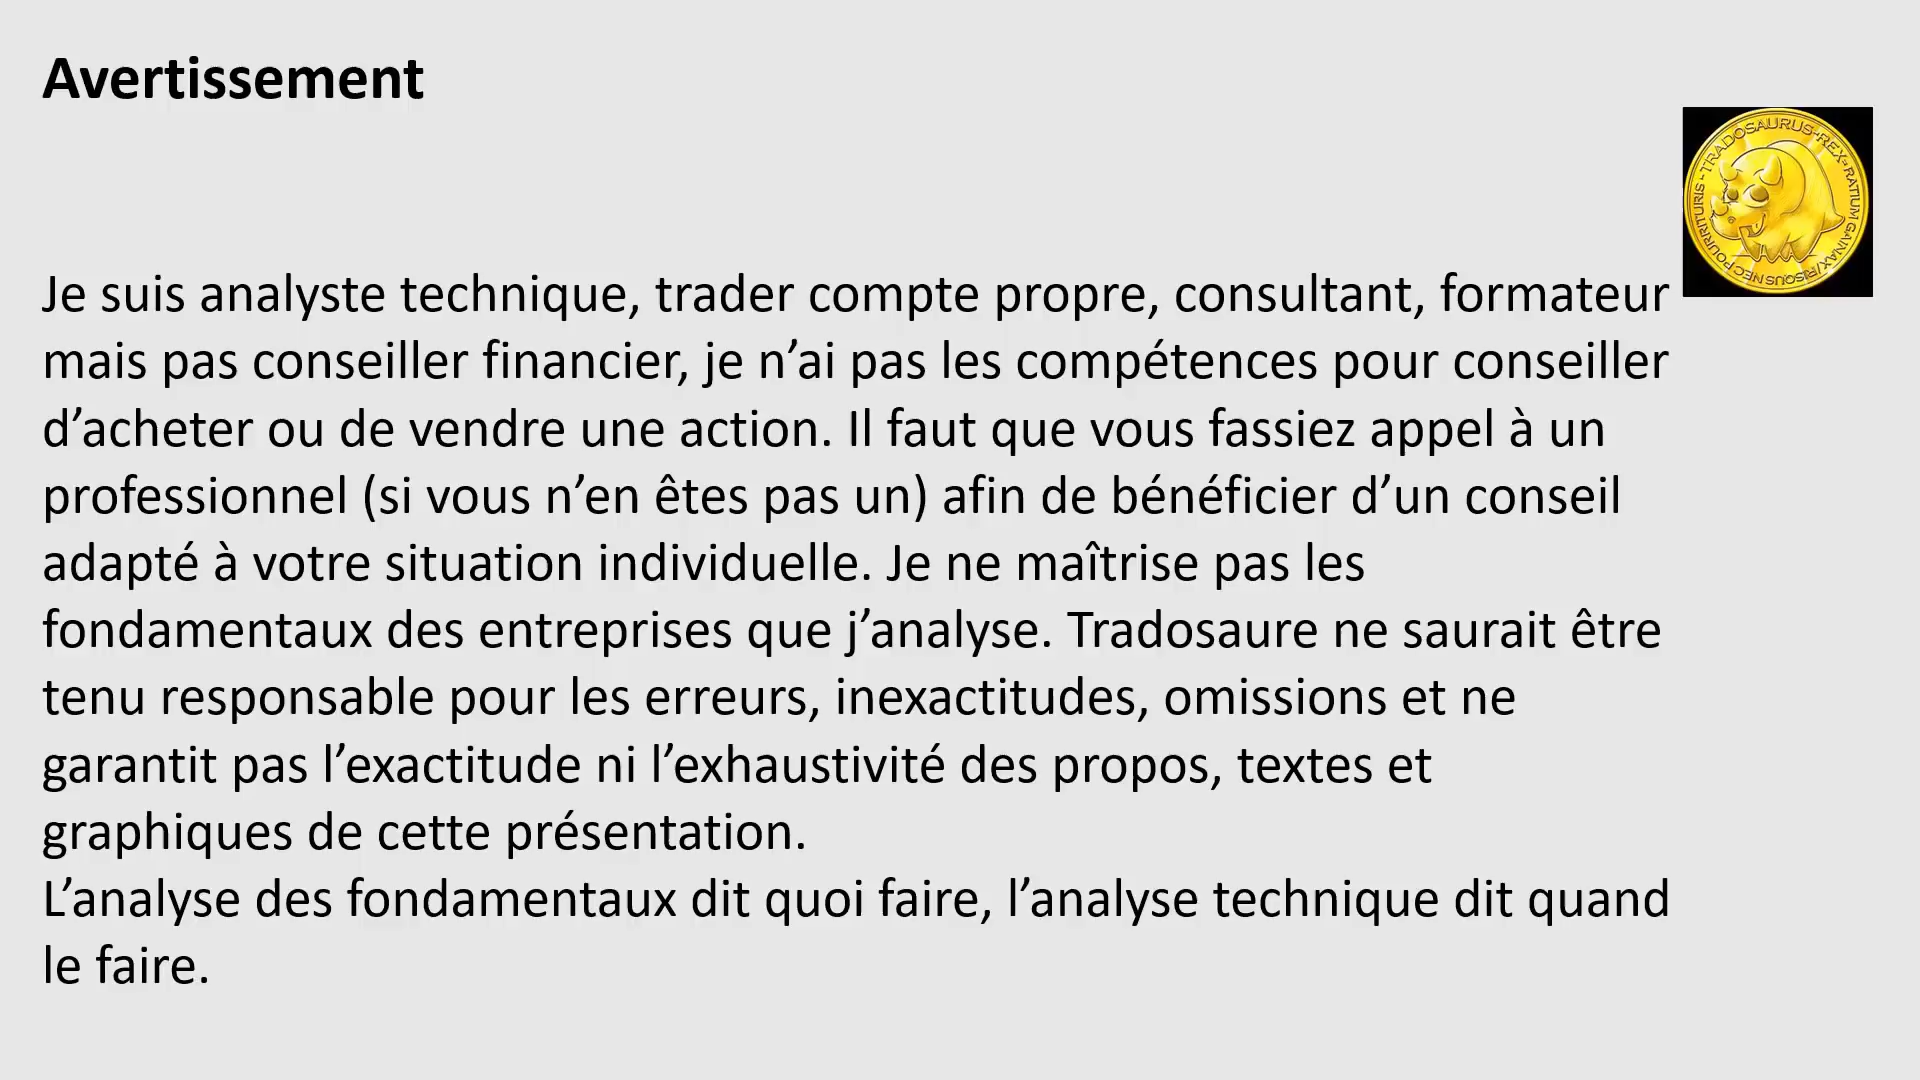 Avertissement
TRADOSAURUS-REX-RATIUM GAINAX/RISQUS NEC POURRITURIS -
Je suis analyste technique, trader compte propre, consultant, formateur
mais pas conseiller financier, je n’ai pas les compétences pour conseiller
d’acheter ou de vendre une action. Il faut que vous fassiez appel à un
professionnel (si vous n’en êtes pas un) afin de bénéficier d’un conseil
adapté à votre situation individuelle. Je ne maîtrise pas les
fondamentaux des entreprises que j’analyse. Tradosaure ne saurait être
tenu responsable pour les erreurs, inexactitudes, omissions et ne
garantit pas l’exactitude ni l’exhaustivité des propos, textes et
graphiques de cette présentation.
L’analyse des fondamentaux dit quoi faire, l’analyse technique dit quand
le faire.